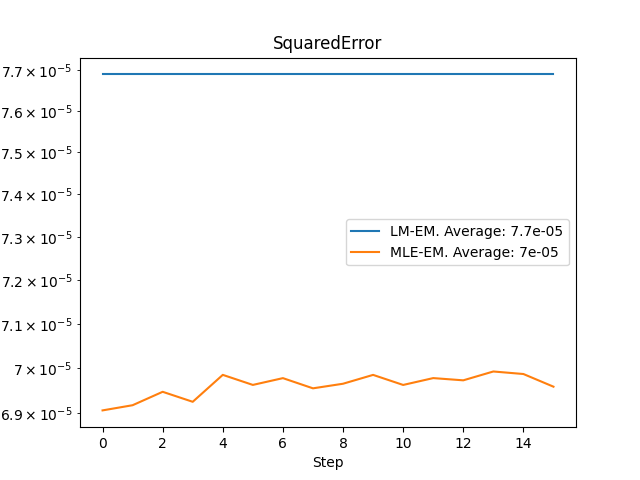 SquaredError
7.7 × 10⁻⁵
7.6 × 10⁻⁵
7.5 × 10⁻⁵
7.4 × 10⁻⁵
7.3 × 10⁻⁵
7.2 × 10⁻⁵
7.1 × 10⁻⁵
7 × 10⁻⁵
6.9 × 10⁻⁵
LM-EM. Average: 7.7e-05
MLE-EM. Average: 7e-05
0 2 4 6 8 10 12 14
Step